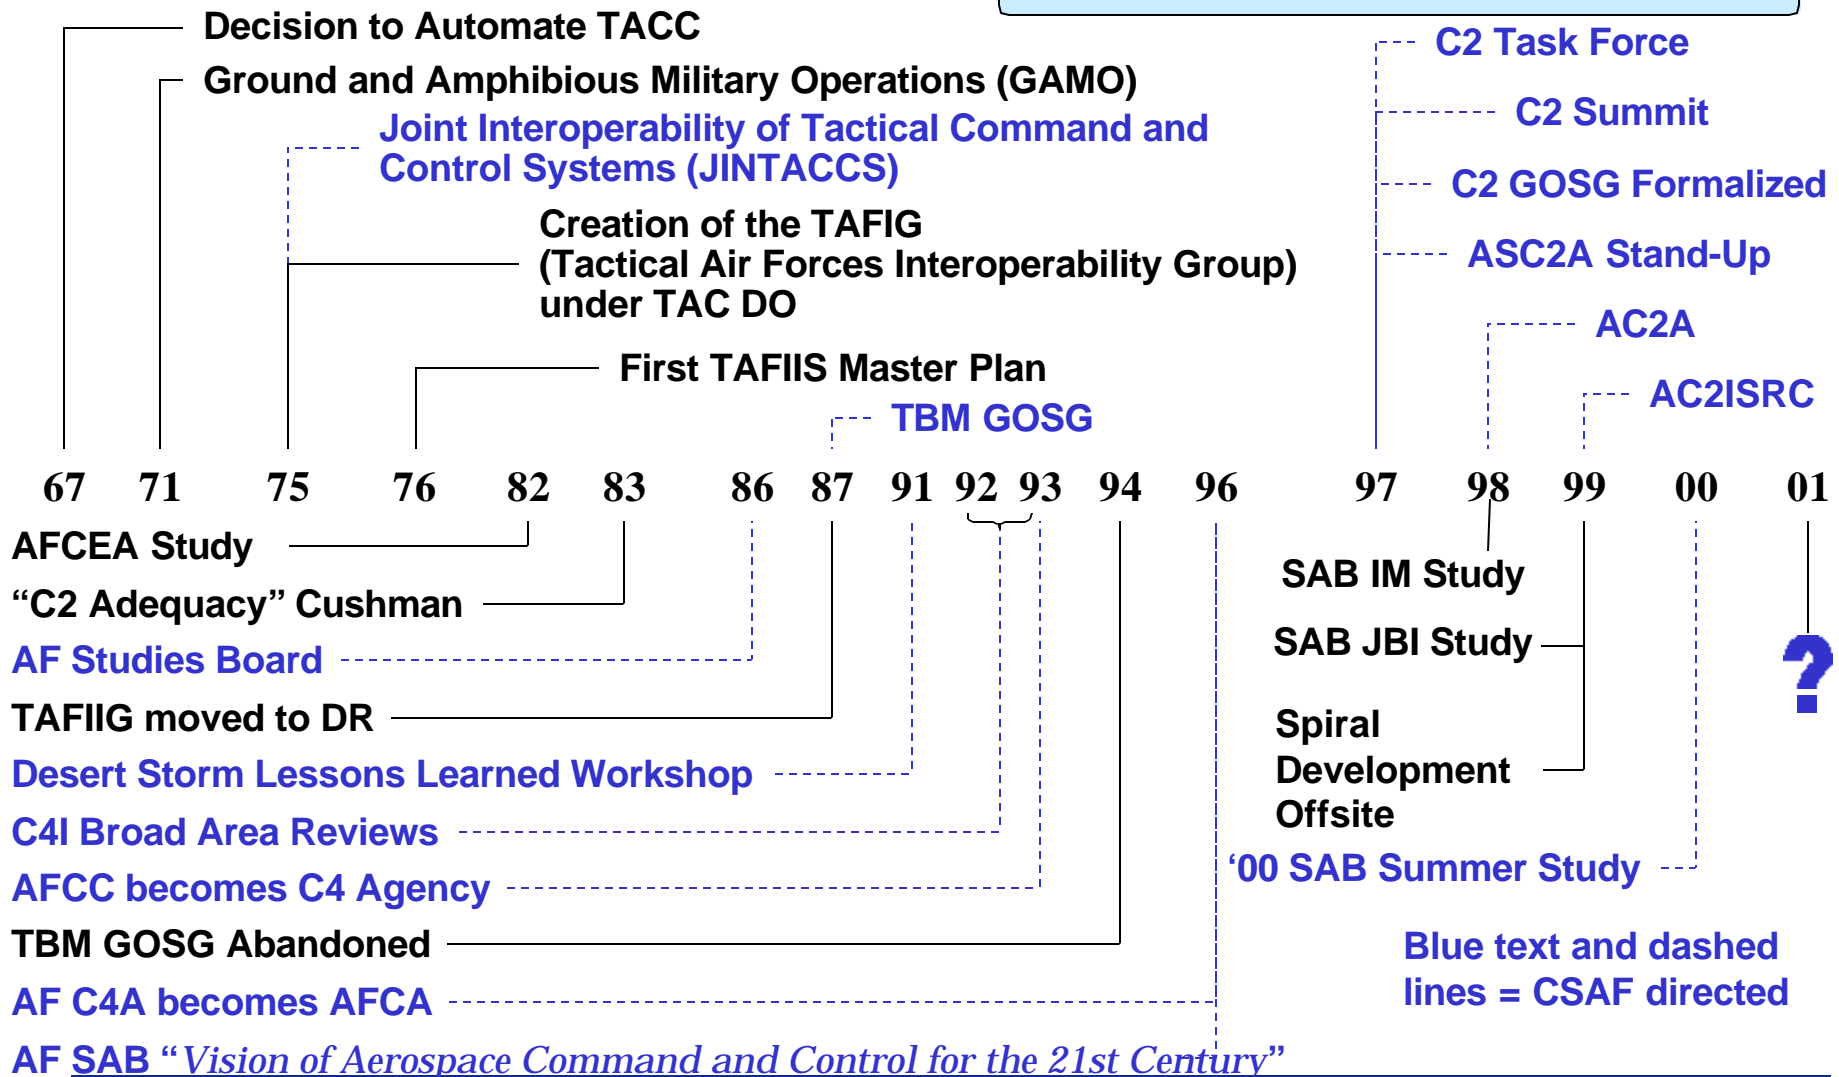 Decision to Automate TACC
Ground and Amphibious Military Operations (GAMO)
Joint Interoperability of Tactical Command and
Control Systems (JINTACCS)
Creation of the TAFIG
(Tactical Air Forces Interoperability Group)
under TAC DO
First TAFIIS Master Plan
TBM GOSG
C2 Task Force
C2 Summit
C2 GOSG Formalized
ASC2A Stand-Up
AC2A
AC2ISRC
67 71 75 76 82 83 86 87 91 92 93 94 96 97 98 99 00 01
AFCEA Study
“C2 Adequacy” Cushman
AF Studies Board
TAFIIG moved to DR
Desert Storm Lessons Learned Workshop
C4I Broad Area Reviews
AFCC becomes C4 Agency
TBM GOSG Abandoned
AF C4A becomes AFCA
AF SAB “Vision of Aerospace Command and Control for the 21st Century”
SAB IM Study
SAB JBI Study
Spiral
Development
Offsite
‘00 SAB Summer Study
?
Blue text and dashed
lines = CSAF directed